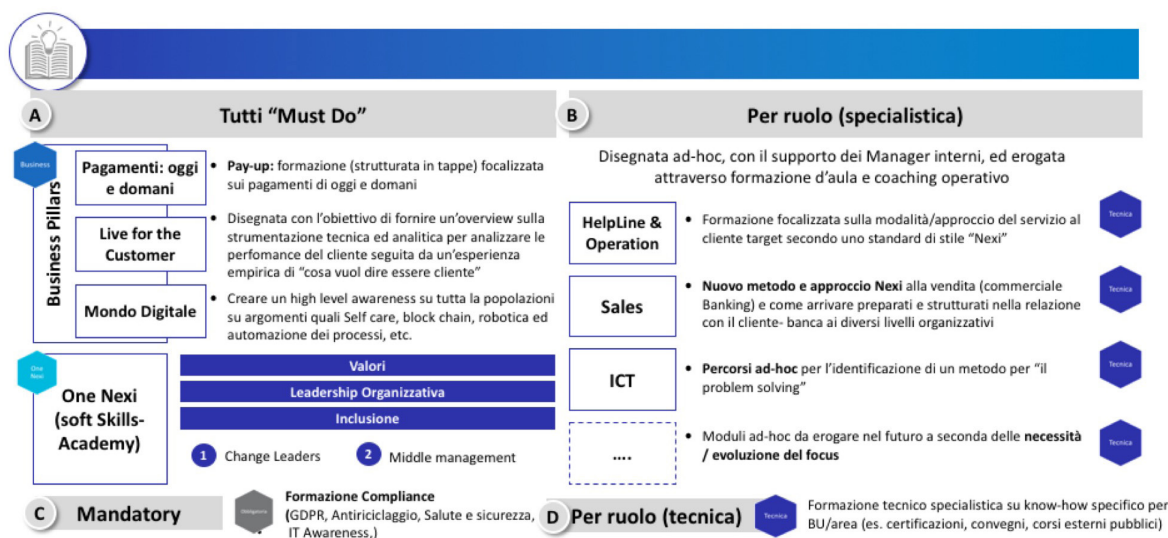 A
Tutti “Must Do”
Business
Business Pillars
Pagamenti: oggi
e domani
• Pay-up: formazione (strutturata in tappe) focalizzata
sui pagamenti di oggi e domani
Live for the
Customer
Disegnata con l’obiettivo di fornire un’overview sulla
strumentazione tecnica ed analitica per analizzare le
perfomance del cliente seguita da un’esperienza
empirica di “cosa vuol dire essere cliente”
Mondo Digitale
• Creare un high level awareness su tutta la popolazioni
su argomenti quali Self care, block chain, robotica ed
automazione dei processi, etc.
One
Nexi
One Nexi
(soft Skills-
Academy)
Valori
Leadership Organizzativa
Inclusione
1 Change Leaders
2 Middle management
B
Per ruolo (specialistica)
Disegnata ad-hoc, con il supporto dei Manager interni, ed erogata
attraverso formazione d’aula e coaching operativo
HelpLine &
Operation
• Formazione focalizzata sulla modalità/approccio del servizio al
cliente target secondo uno standard di stile “Nexi”
Tecnica
Sales
• Nuovo metodo e approccio Nexi alla vendita (commerciale
Banking) e come arrivare preparati e strutturati nella relazione
con il cliente- banca ai diversi livelli organizzativi
Tecnica
ICT
• Percorsi ad-hoc per l’identificazione di un metodo per “il
problem solving”
Tecnica
....
• Moduli ad-hoc da erogare nel futuro a seconda delle necessità
/ evoluzione del focus
Tecnica
C
Mandatory
Obbligatoria
Formazione Compliance
(GDPR, Antiriciclaggio, Salute e sicurezza,
IT Awareness,)
D
Per ruolo (tecnica)
Tecnica
Formazione tecnico specialista su know-how specifico per
BU/area (es. certificazioni, convegni, corsi esterni pubblici)